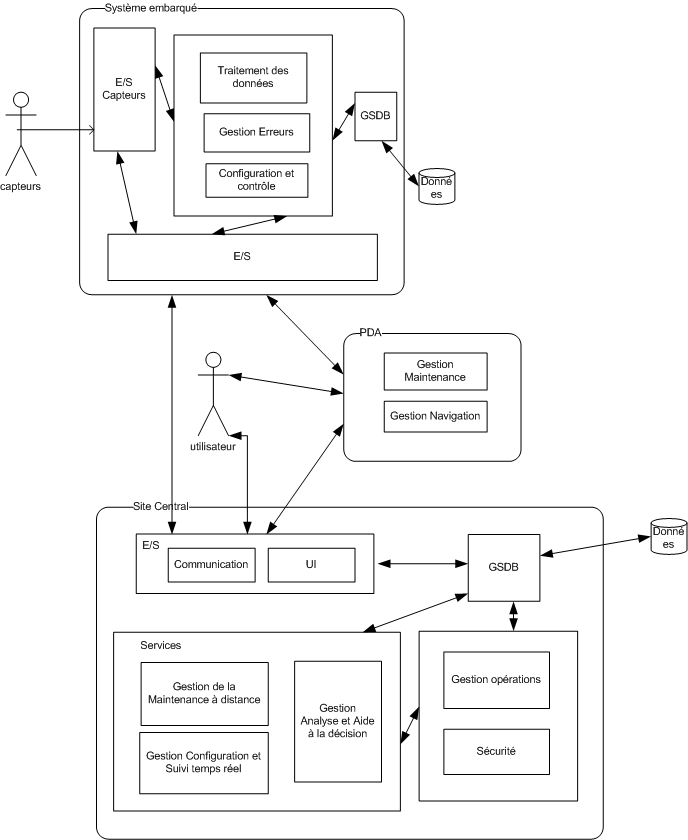 Système embarqué
E/S
Capteurs
Traitement des
données
Gestion Erreurs
Configuration et
contrôle
GSDB
Donné
es
capteurs
E/S
PDA
Gestion
Maintenance
Gestion Navigation
utilisateur
Site Central
E/S
Communication
UI
GSDB
Donné
es
Services
Gestion de la
Maintenance à distance
Gestion
Analyse et Aide
à la décision
Gestion Configuration et
Suivi temps réel
Gestion opérations
Sécurité